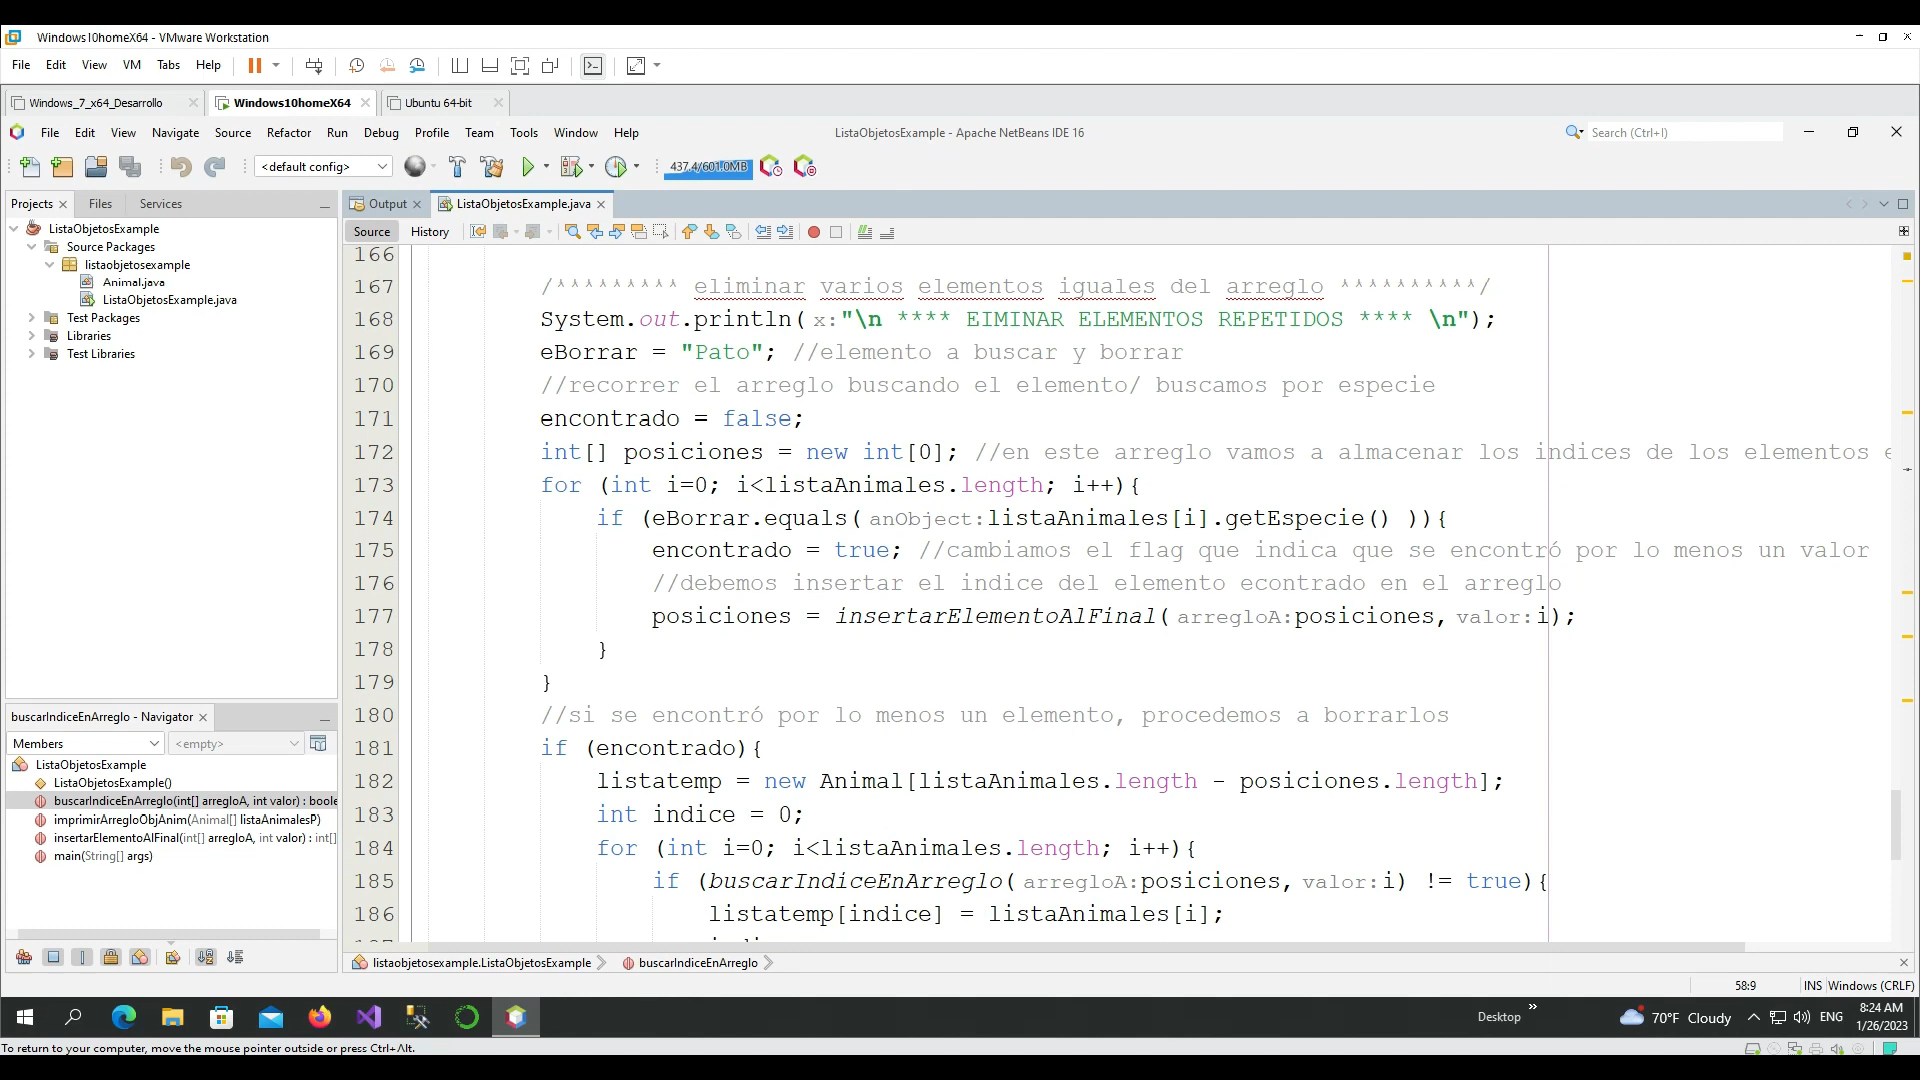 Windows10homeX64 - VMware Workstation
File Edit View VM Tabs Help
Windows_7_x64_Desarrollo Windows10homeX64 Ubuntu 64-bit
File Edit View Navigate Source Refactor Run Debug Profile Team Tools Window Help ListaObjetosExample - Apache NetBeans IDE 16 Search (Ctrl+I)
<default config> 437.4/601.0MB
Projects Files Services Output ListaObjetosExample.java
Source History
ListaObjetosExample
Source Packages
listaobjetosexample
Animal.java
ListaObjetosExample.java
Test Packages
Libraries
Test Libraries
166
167 /********* eliminar varios elementos iguales del arreglo **********/
168 System.out.println( x:"\n **** EIMINAR ELEMENTOS REPETIDOS **** \n");
169 eBorrar = "Pato"; //elemento a buscar y borrar
170 //recorrer el arreglo buscando el elemento/ buscamos por especie
171 encontrado = false;
172 int[] posiciones = new int[0]; //en este arreglo vamos a almacenar los indices de los elementos e
173 for (int i=0; i<listaAnimales.length; i++){
174 if (eBorrar.equals( anObject:listaAnimales[i].getEspecie() )){
175 encontrado = true; //cambiamos el flag que indica que se encontró por lo menos un valor
176 //debemos insertar el indice del elemento econtrado en el arreglo
177 posiciones = insertarElementoAlFinal( arregloA:posiciones, valor:i);
178 }
179 }
180 //si se encontró por lo menos un elemento, procedemos a borrarlos
181 if (encontrado){
182 listatemp = new Animal[listaAnimales.length - posiciones.length];
183 int indice = 0;
184 for (int i=0; i<listaAnimales.length; i++){
185 if (buscarIndiceEnArreglo( arregloA:posiciones, valor:i) != true){
186 listatemp[indice] = listaAnimales[i];
buscarIndiceEnArreglo - Navigator
Members <empty>
ListaObjetosExample
ListaObjetosExample()
buscarIndiceEnArreglo(int[] arregloA, int valor) : boole
imprimirArregloObjAnim(Animal[] listaAnimalesP)
insertarElementoAlFinal(int[] arregloA, int valor) : int[]
main(String[] args)
listaobjetosexample.ListaObjetosExample buscarIndiceEnArreglo
58:9 INS Windows (CRLF)
Desktop 70°F Cloudy ENG 8:24 AM
1/26/2023
To return to your computer, move the mouse pointer outside or press Ctrl+Alt.